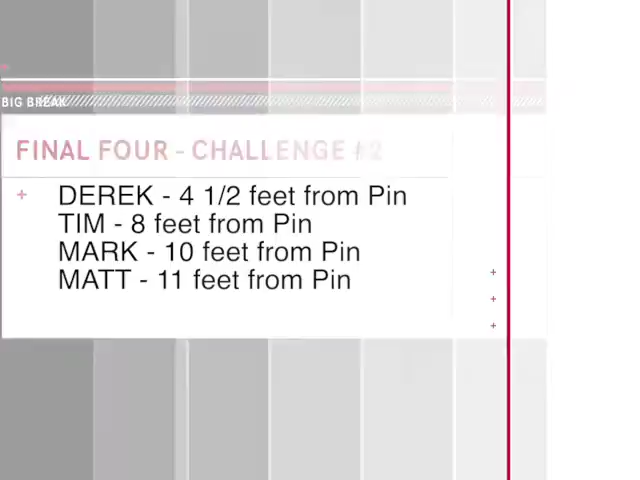 BIG BREAK
FINAL FOUR - CHALLENGE #2
DEREK - 4 1/2 feet from Pin
TIM - 8 feet from Pin
MARK - 10 feet from Pin
MATT - 11 feet from Pin